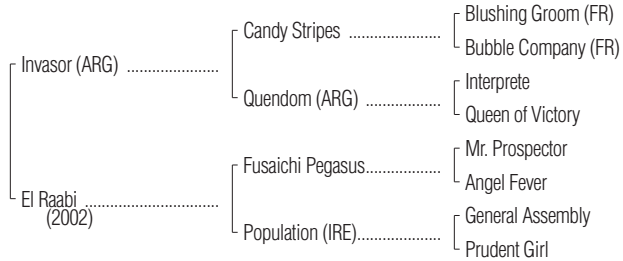 Blushing Groom (FR)
Candy Stripes ....................
Bubble Company (FR)
Invasor (ARG) ....................
Interprete
Quendom (ARG) ................
Queen of Victory
Mr. Prospector
Fusaichi Pegasus................
Angel Fever
El Raabi ..............................
(2002)
General Assembly
Population (IRE)..................
Prudent Girl